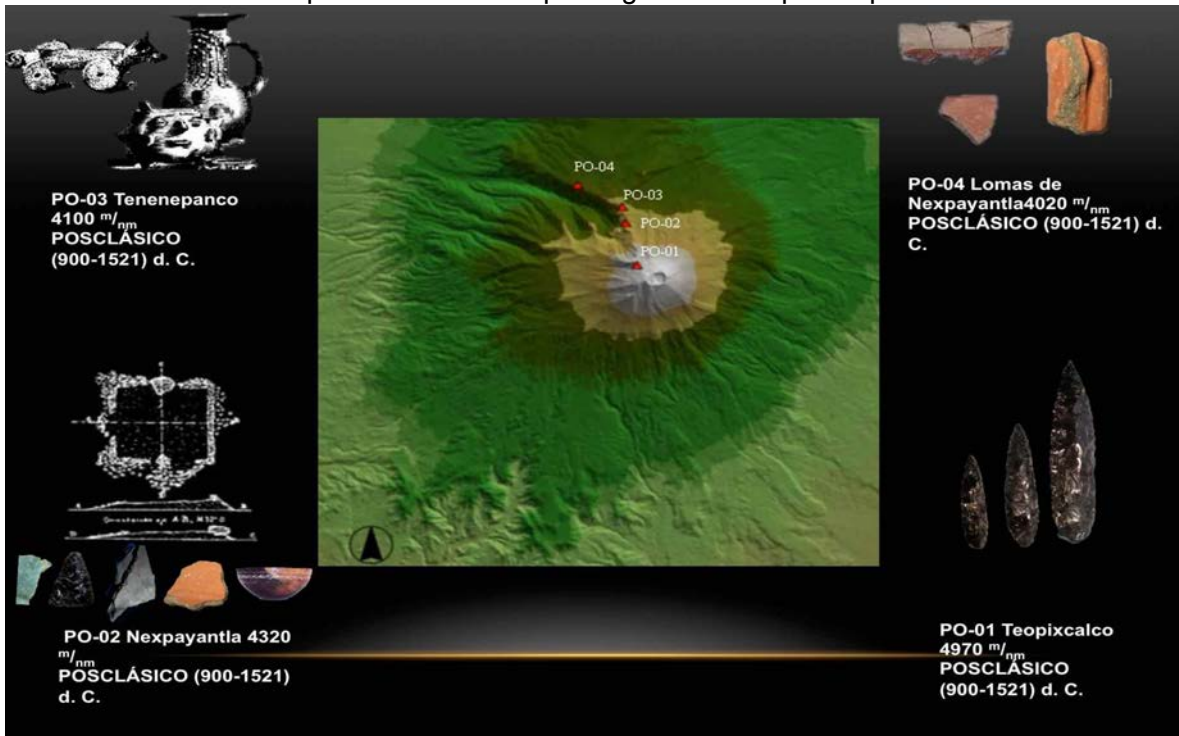 PO-03 Tenenepanco
4100 m/nm
POSCLÁSICO
(900-1521) d. C.
PO-04 Lomas de
Nexpayantla4020 m/nm
POSCLÁSICO (900-1521) d.
C.
PO-04
PO-03
PO-02
PO-01
PO-02 Nexpayantla 4320
m/nm
POSCLÁSICO (900-1521)
d. C.
PO-01 Teopixcalco
4970 m/nm
POSCLÁSICO
(900-1521) d. C.